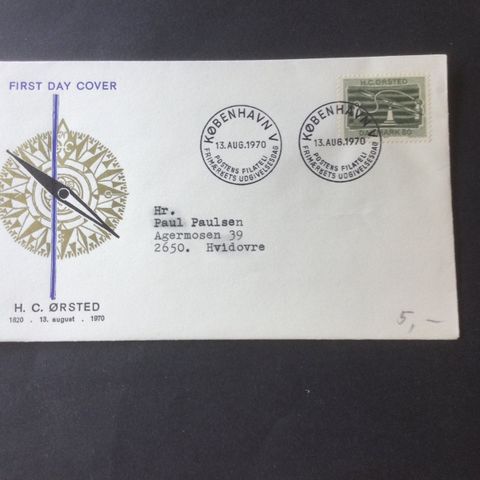 FIRST DAY COVER
H. C. ØRSTED
1820 . 13. august . 1970
KØBENHAVN V
13.AUG.1970
POSTENS FILATELI
FRIMÆRKETS UDGIVELSESDAG
KØBENHAVN V
13.AUG.1970
POSTENS FILATELI
FRIMÆRKETS UDGIVELSESDAG
H.C. ØRSTED
DANMARK 80
Hr.
Paul Paulsen
Agermosen 39
2650. Hvidovre
5,-